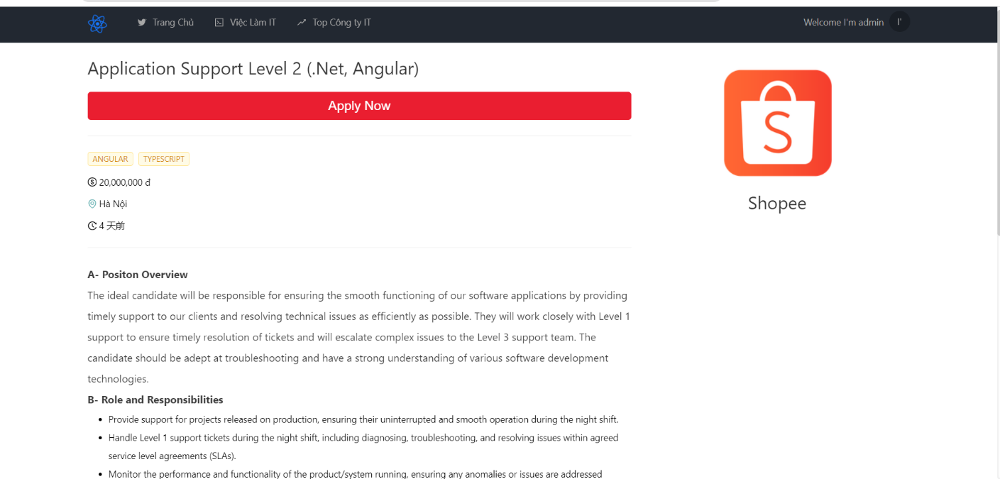 Trang Chủ Việc Làm IT Top Công ty IT Welcome I'm admin I'
Application Support Level 2 (.Net, Angular)
Apply Now
S
ANGULAR TYPESCRIPT
20,000,000 đ
Hà Nội
Shopee
4 天前
A- Positon Overview
The ideal candidate will be responsible for ensuring the smooth functioning of our software applications by providing
timely support to our clients and resolving technical issues as efficiently as possible. They will work closely with Level 1
support to ensure timely resolution of tickets and will escalate complex issues to the Level 3 support team. The
candidate should be adept at troubleshooting and have a strong understanding of various software development
technologies.
B- Role and Responsibilities
• Provide support for projects released on production, ensuring their uninterrupted and smooth operation during the night shift.
• Handle Level 1 support tickets during the night shift, including diagnosing, troubleshooting, and resolving issues within agreed
service level agreements (SLAs).
• Monitor the performance and functionality of the product/system running, ensuring any anomalies or issues are addressed